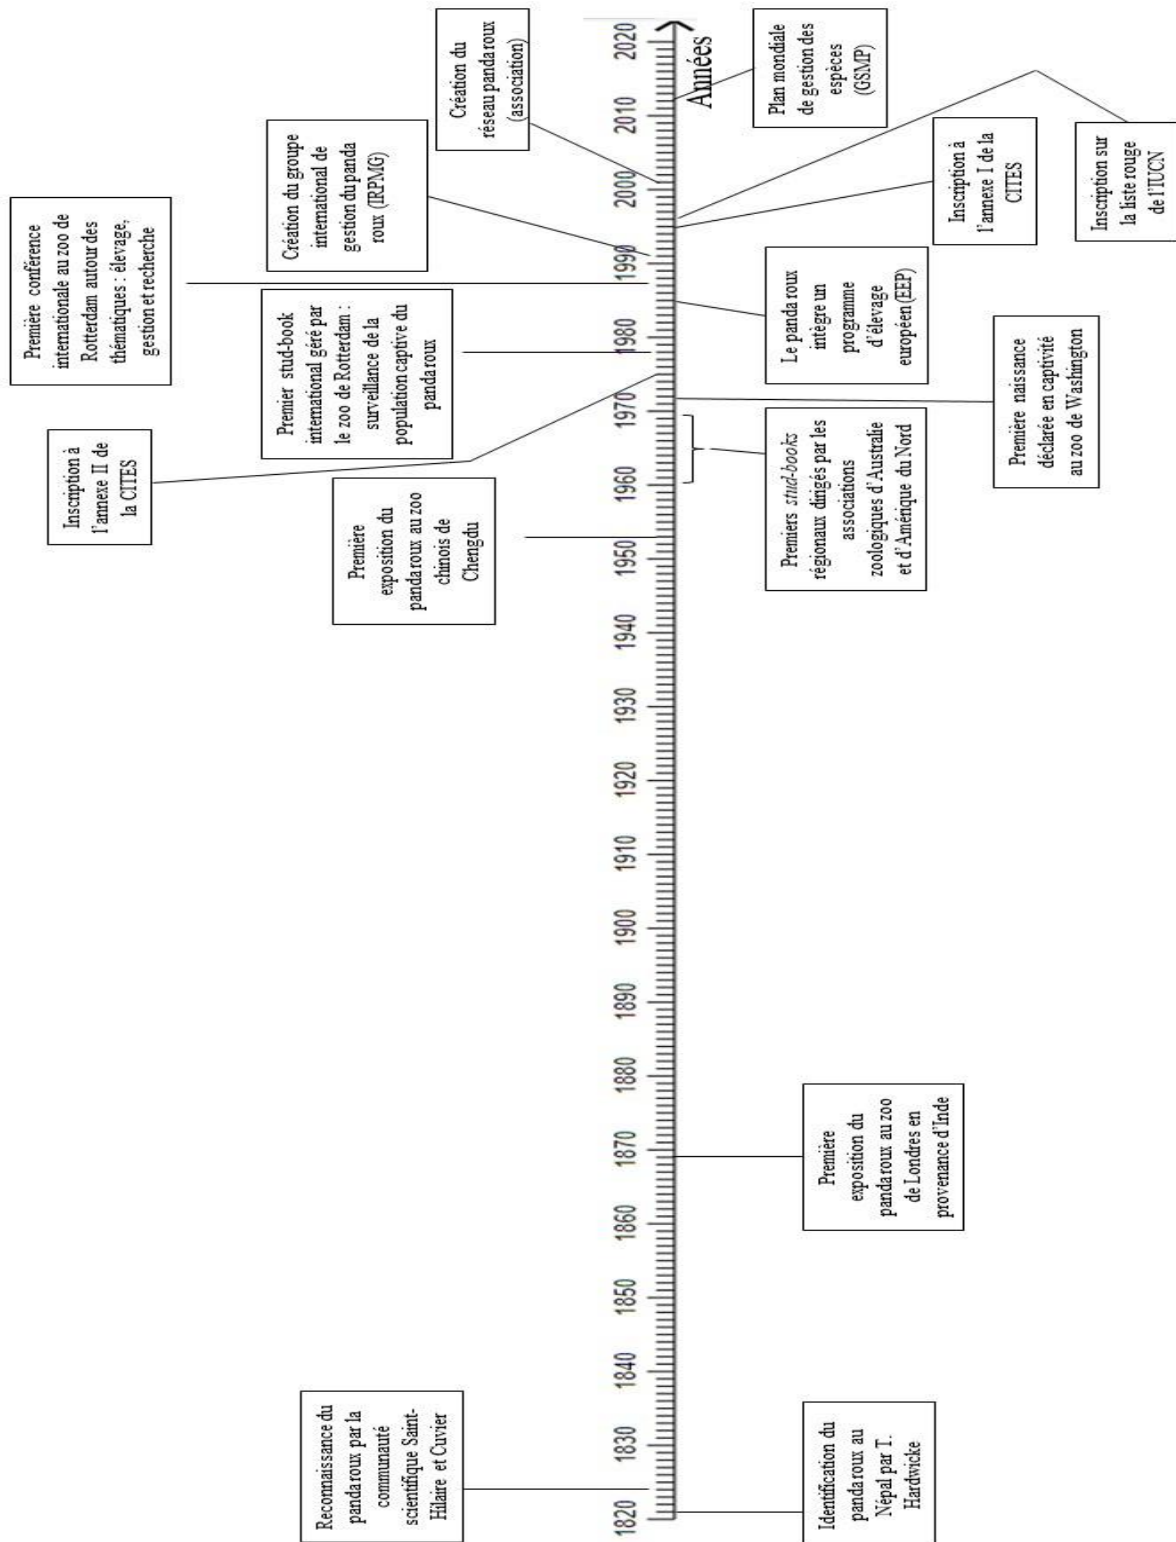 Reconnaissance du
panda roux par la
communauté
scientifique Saint-
Hilaire et Cuvier
Première
exposition du
panda roux au zoo
chinois de
Chengdu
Inscription à
l'annexe II de
la CITES
Premier stud-book
international géré par
le zoo de Rotterdam :
surveillance de la
population captive du
panda roux
Première conférence
internationale au zoo de
Rotterdam autour des
thématiques : élevage,
gestion et recherche
Création du groupe
international de
gestion du panda
roux (IRPMG)
Création du
réseau panda roux
(association)
1820 1830 1840 1850 1860 1870 1880 1890 1900 1910 1920 1930 1940 1950 1960 1970 1980 1990 2000 2010 2020
Années
Identification du
panda roux au
Népal par T.
Hardwicke
Première
exposition du
panda roux au zoo
de Londres en
provenance d'Inde
Premiers stud-books
régionaux dirigés par les
associations
zoologiques d'Australie
et d'Amérique du Nord
Première naissance
déclarée en captivité
au zoo de Washington
Le panda roux
intègre un
programme
d'élevage
européen (EEP)
Inscription à
l'annexe I de la
CITES
Inscription sur
la liste rouge
de l'IUCN
Plan mondiale
de gestion des
espèces
(GSMP)